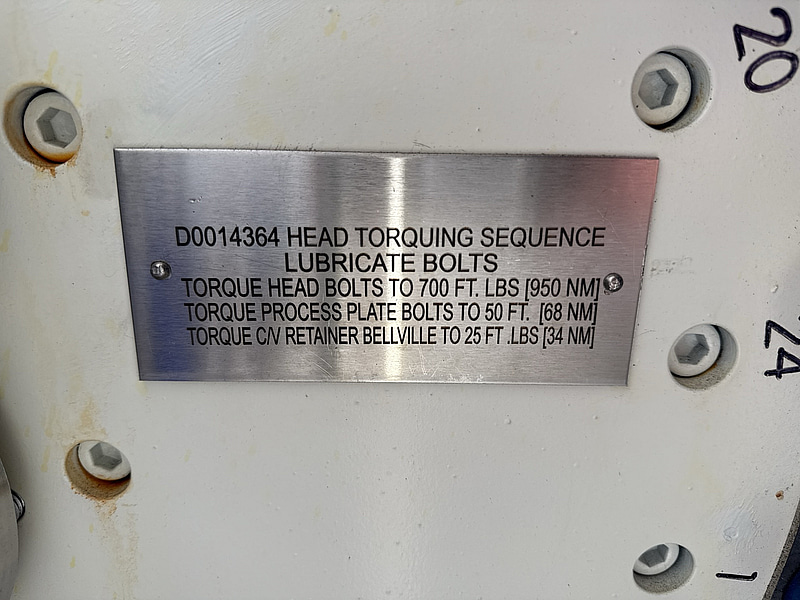 D0014364 HEAD TORQUING SEQUENCE
LUBRICATE BOLTS
TORQUE HEAD BOLTS TO 700 FT. LBS [950 NM]
TORQUE PROCESS PLATE BOLTS TO 50 FT. [68 NM]
TORQUE C/V RETAINER BELLVILLE TO 25 FT .LBS [34 NM]
20
24
1